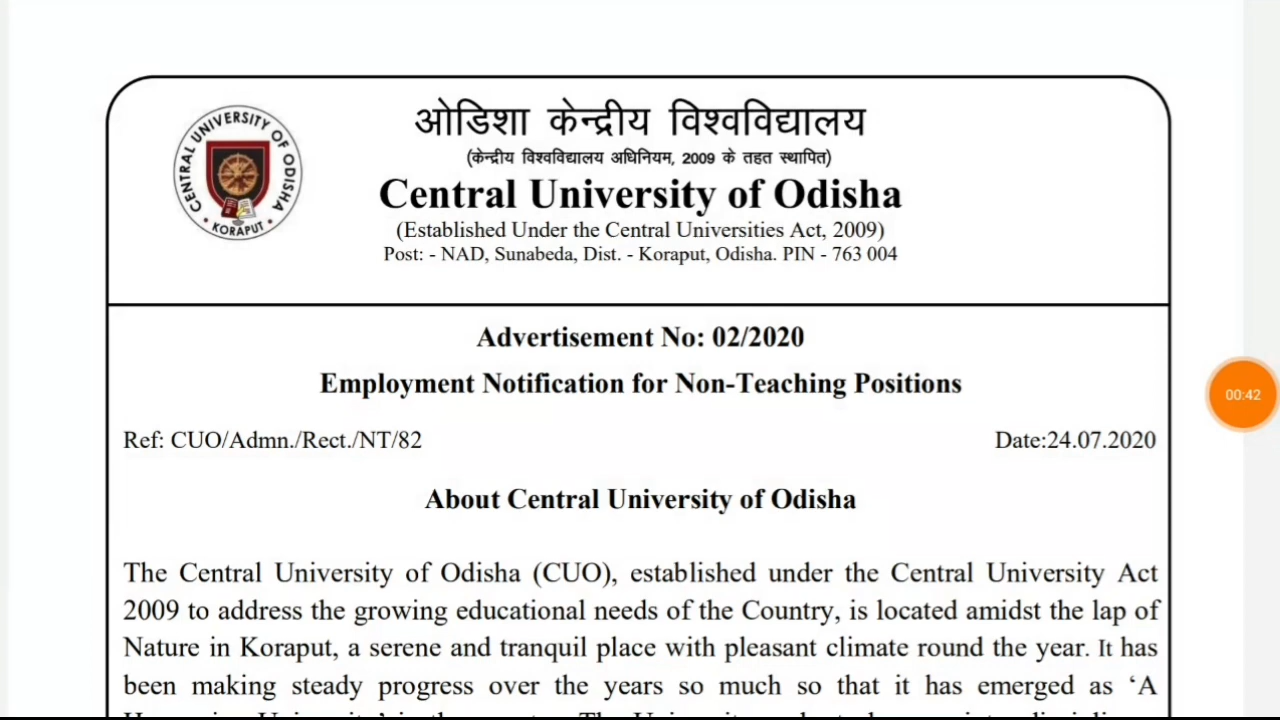 ओडिशा केन्द्रीय विश्वविद्यालय
(केन्द्रीय विश्वविद्यालय अधिनियम, 2009 के तहत स्थापित)
Central University of Odisha
(Established Under the Central Universities Act, 2009)
Post: - NAD, Sunabeda, Dist. - Koraput, Odisha. PIN - 763 004
CENTRAL UNIVERSITY OF ODISHA
• KORAPUT •
Advertisement No: 02/2020
Employment Notification for Non-Teaching Positions
Ref: CUO/Admn./Rect./NT/82 Date:24.07.2020
00:42
About Central University of Odisha
The Central University of Odisha (CUO), established under the Central University Act
2009 to address the growing educational needs of the Country, is located amidst the lap of
Nature in Koraput, a serene and tranquil place with pleasant climate round the year. It has
been making steady progress over the years so much so that it has emerged as ‘A